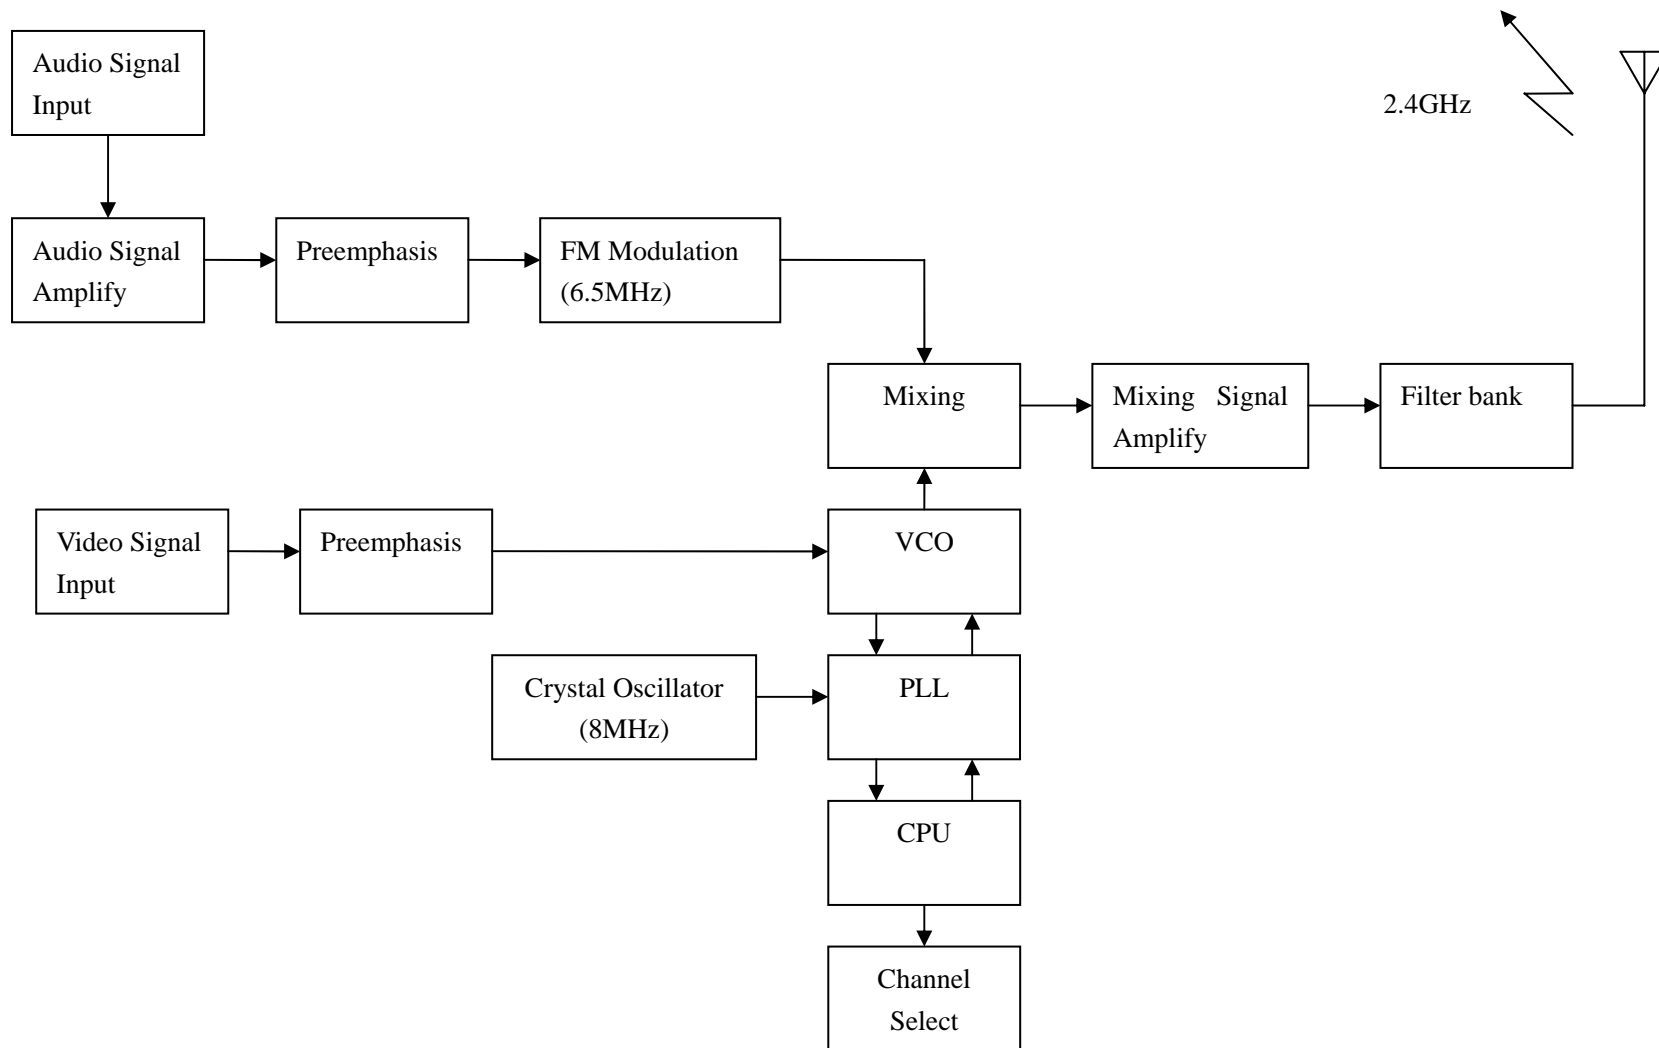 Audio Signal
Input
2.4GHz
Audio Signal
Amplify
Preemphasis
FM Modulation
(6.5MHz)
Mixing
Mixing Signal
Amplify
Filter bank
Video Signal
Input
Preemphasis
VCO
Crystal Oscillator
(8MHz)
PLL
CPU
Channel
Select